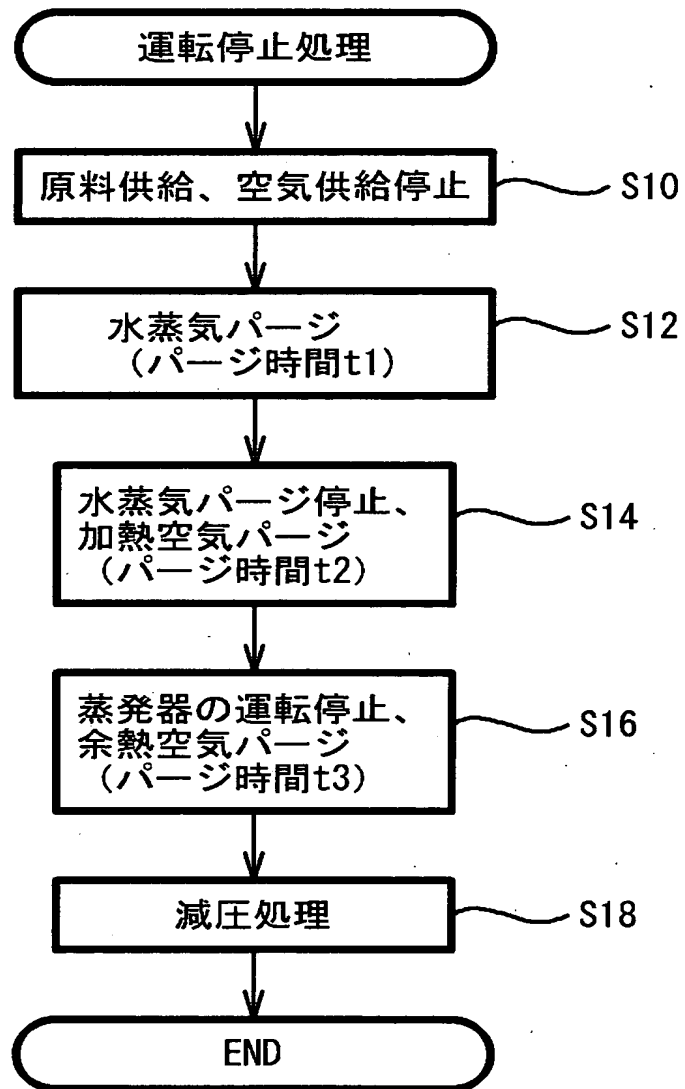 運転停止処理
原料供給、空気供給停止
S10
水蒸気パージ
(パージ時間t1)
S12
水蒸気パージ停止、
加熱空気パージ
(パージ時間t2)
S14
蒸発器の運転停止、
余熱空気パージ
(パージ時間t3)
S16
減圧処理
S18
END